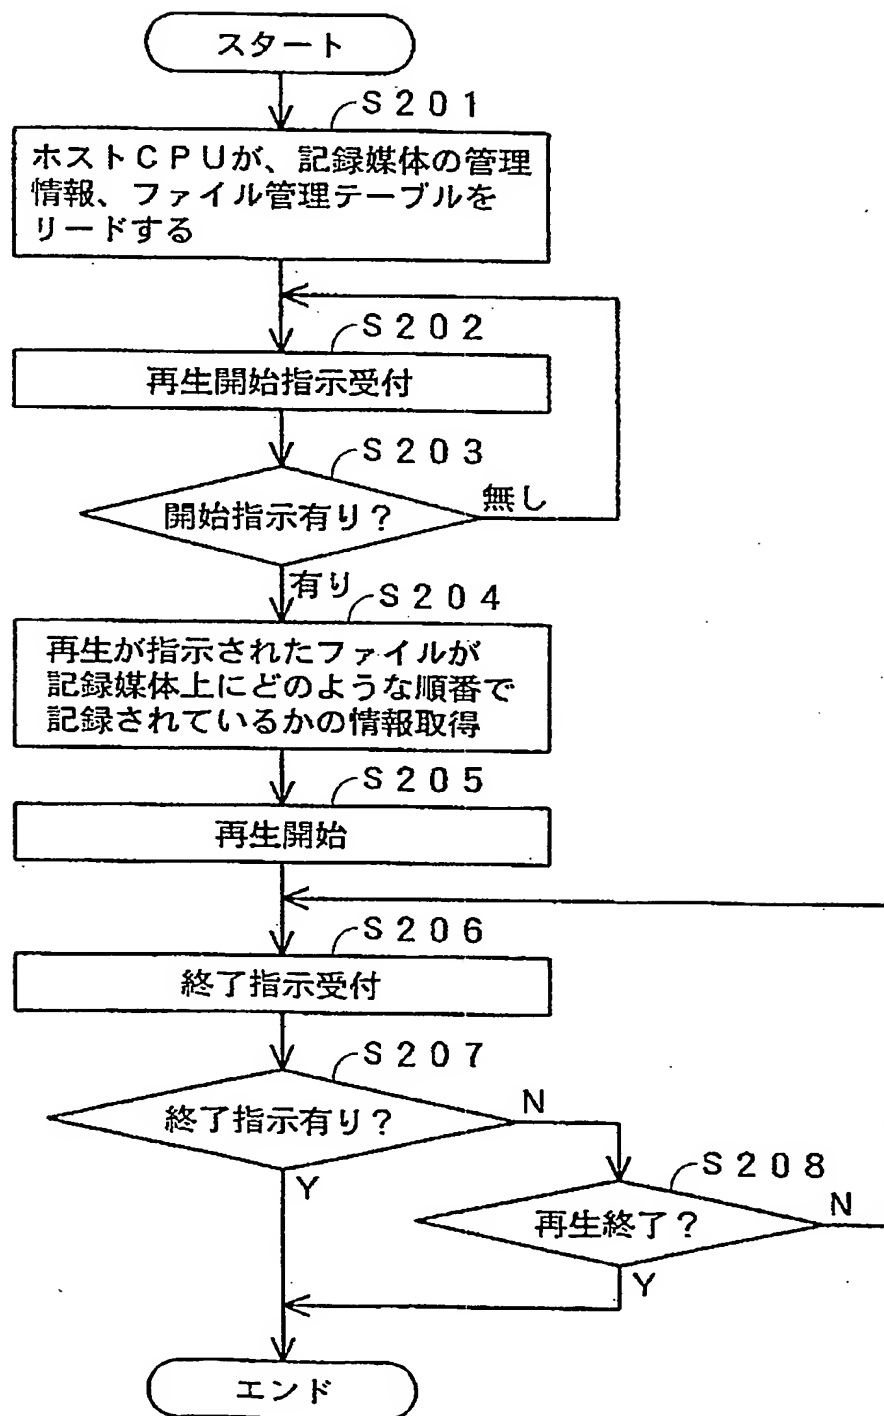 スタート
S201
ホストCPUが、記録媒体の管理
情報、ファイル管理テーブルを
リードする
S202
再生開始指示受付
S203
開始指示有り？
無し
有り
S204
再生が指示されたファイルが
記録媒体上にどのような順番で
記録されているかの情報取得
S205
再生開始
S206
終了指示受付
S207
終了指示有り？
N
Y
S208
再生終了？
N
Y
エンド